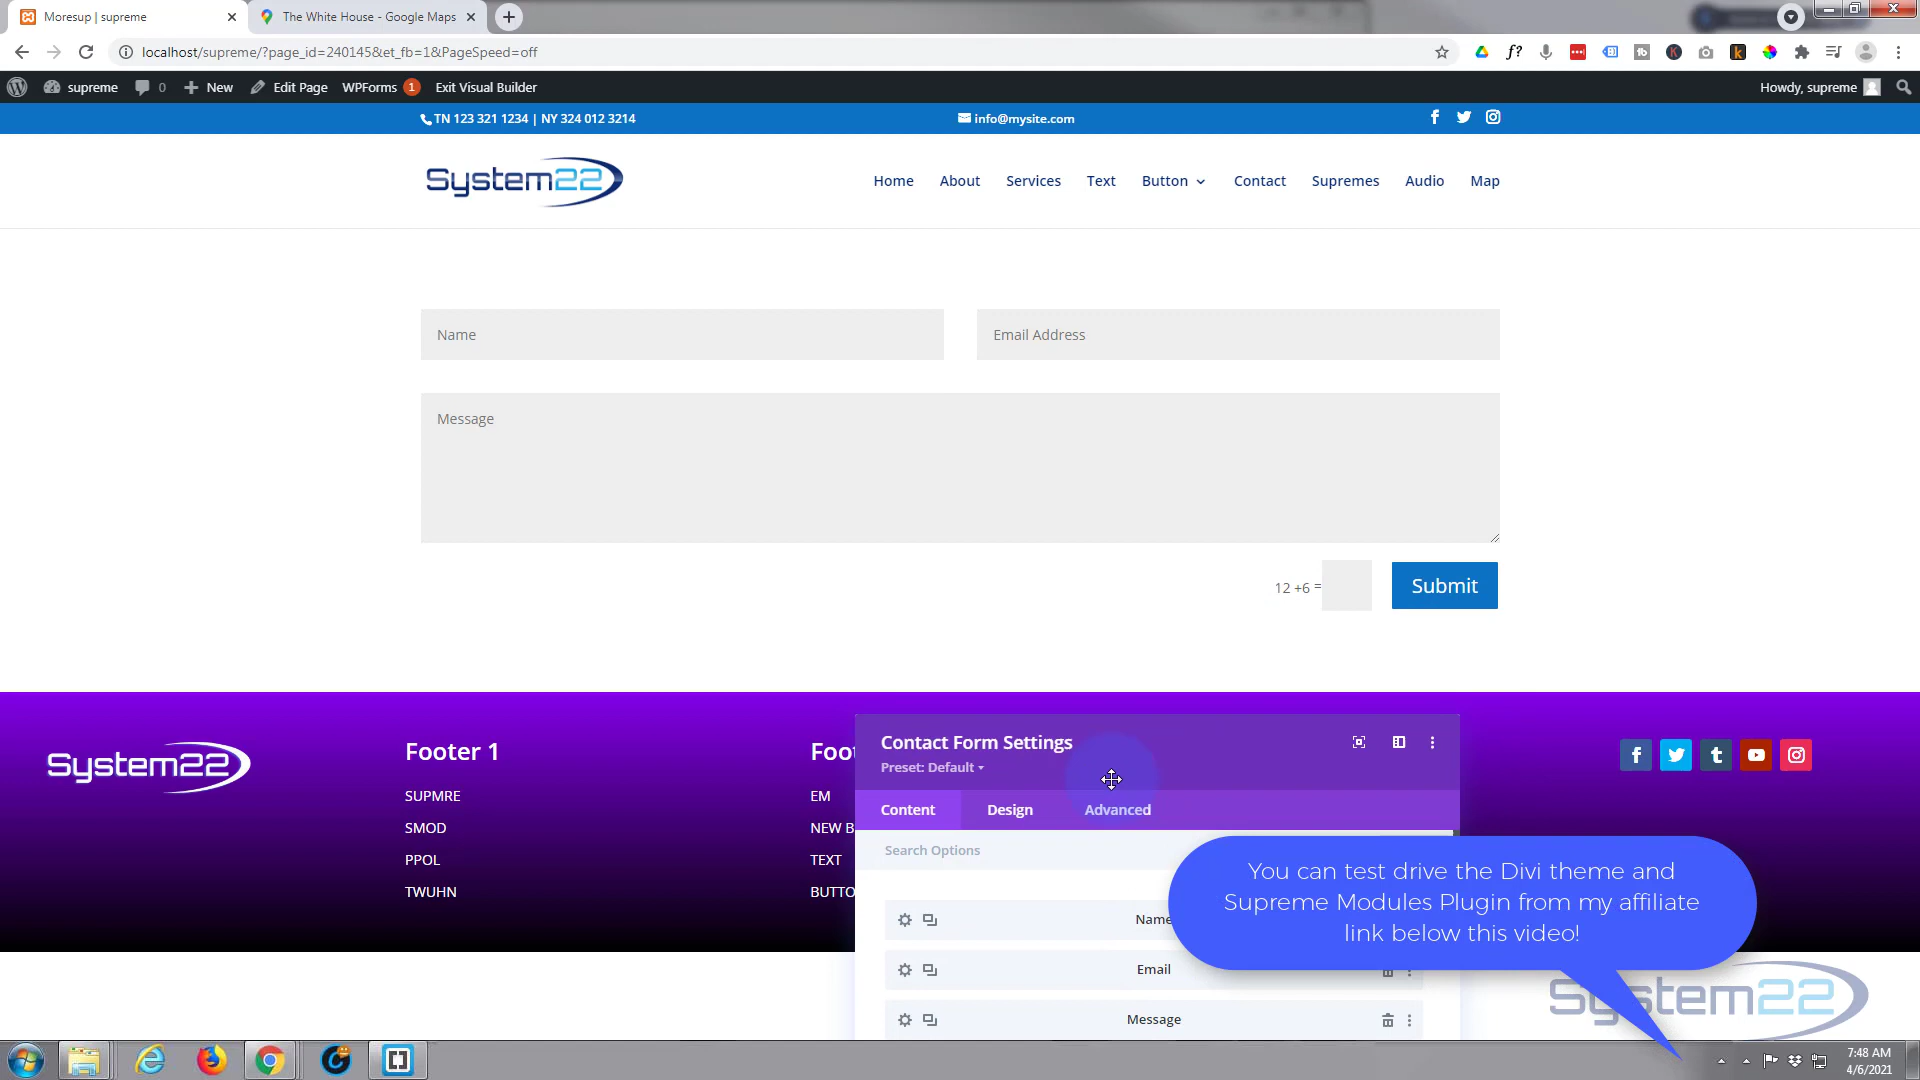 Moresup | supreme
The White House - Google Maps
localhost/supreme/?page_id=240145&et_fb=1&PageSpeed=off
supreme 0 New Edit Page WPForms 1 Exit Visual Builder
Howdy, supreme
TN 123 321 1234 | NY 324 012 3214
info@mysite.com
System22
Home About Services Text Button Contact Supremes Audio Map
Name
Email Address
Message
12 +6 =
Submit
System22
Footer 1
SUPMRE
SMOD
PPOL
TWUHN
EM
TEXT
Contact Form Settings
Preset: Default
Content Design Advanced
Search Options
Name
Email
Message
You can test drive the Divi theme and
Supreme Modules Plugin from my affiliate
link below this video!
System22
7:48 AM
4/6/2021